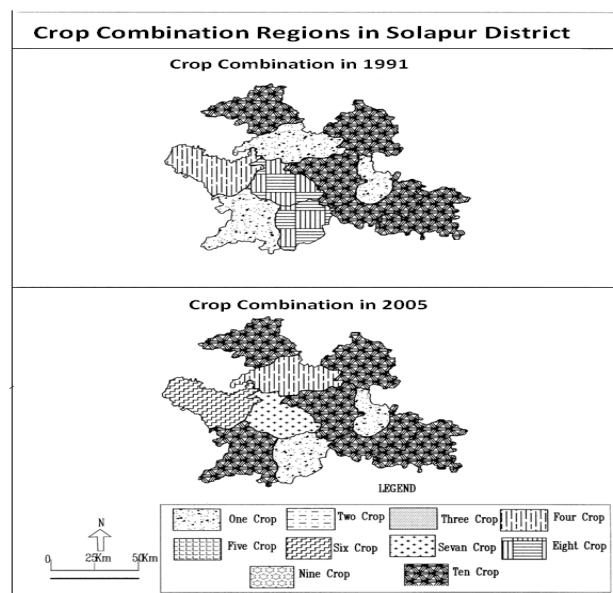 Crop Combination Regions in Solapur District
Crop Combination in 1991
Crop Combination in 2005
LEGEND
One Crop Two Crop Three Crop Four Crop
Five Crop Six Crop Sevan Crop Eight Crop
Nine Crop Ten Crop
N
0 25Km 50Km